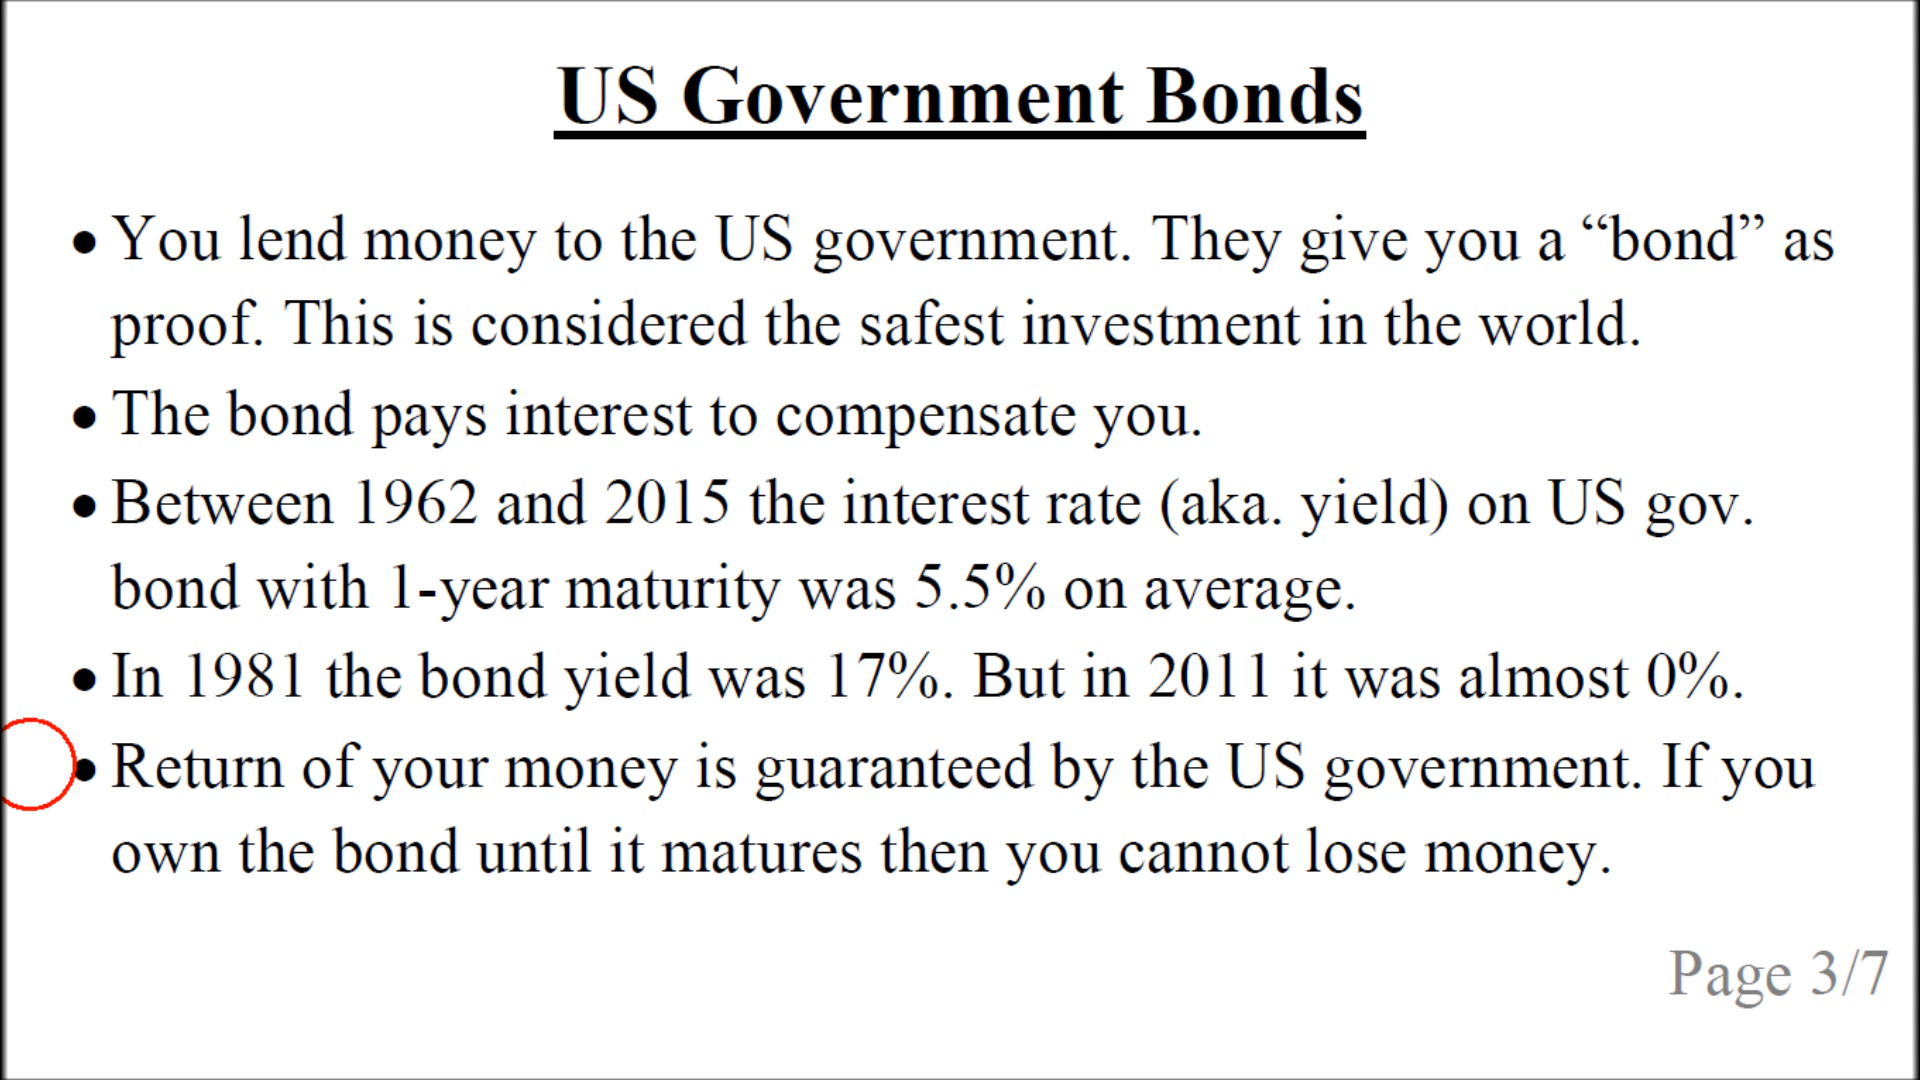 US Government Bonds
• You lend money to the US government. They give you a “bond” as
proof. This is considered the safest investment in the world.
• The bond pays interest to compensate you.
• Between 1962 and 2015 the interest rate (aka. yield) on US gov.
bond with 1-year maturity was 5.5% on average.
• In 1981 the bond yield was 17%. But in 2011 it was almost 0%.
• Return of your money is guaranteed by the US government. If you
own the bond until it matures then you cannot lose money.
Page 3/7